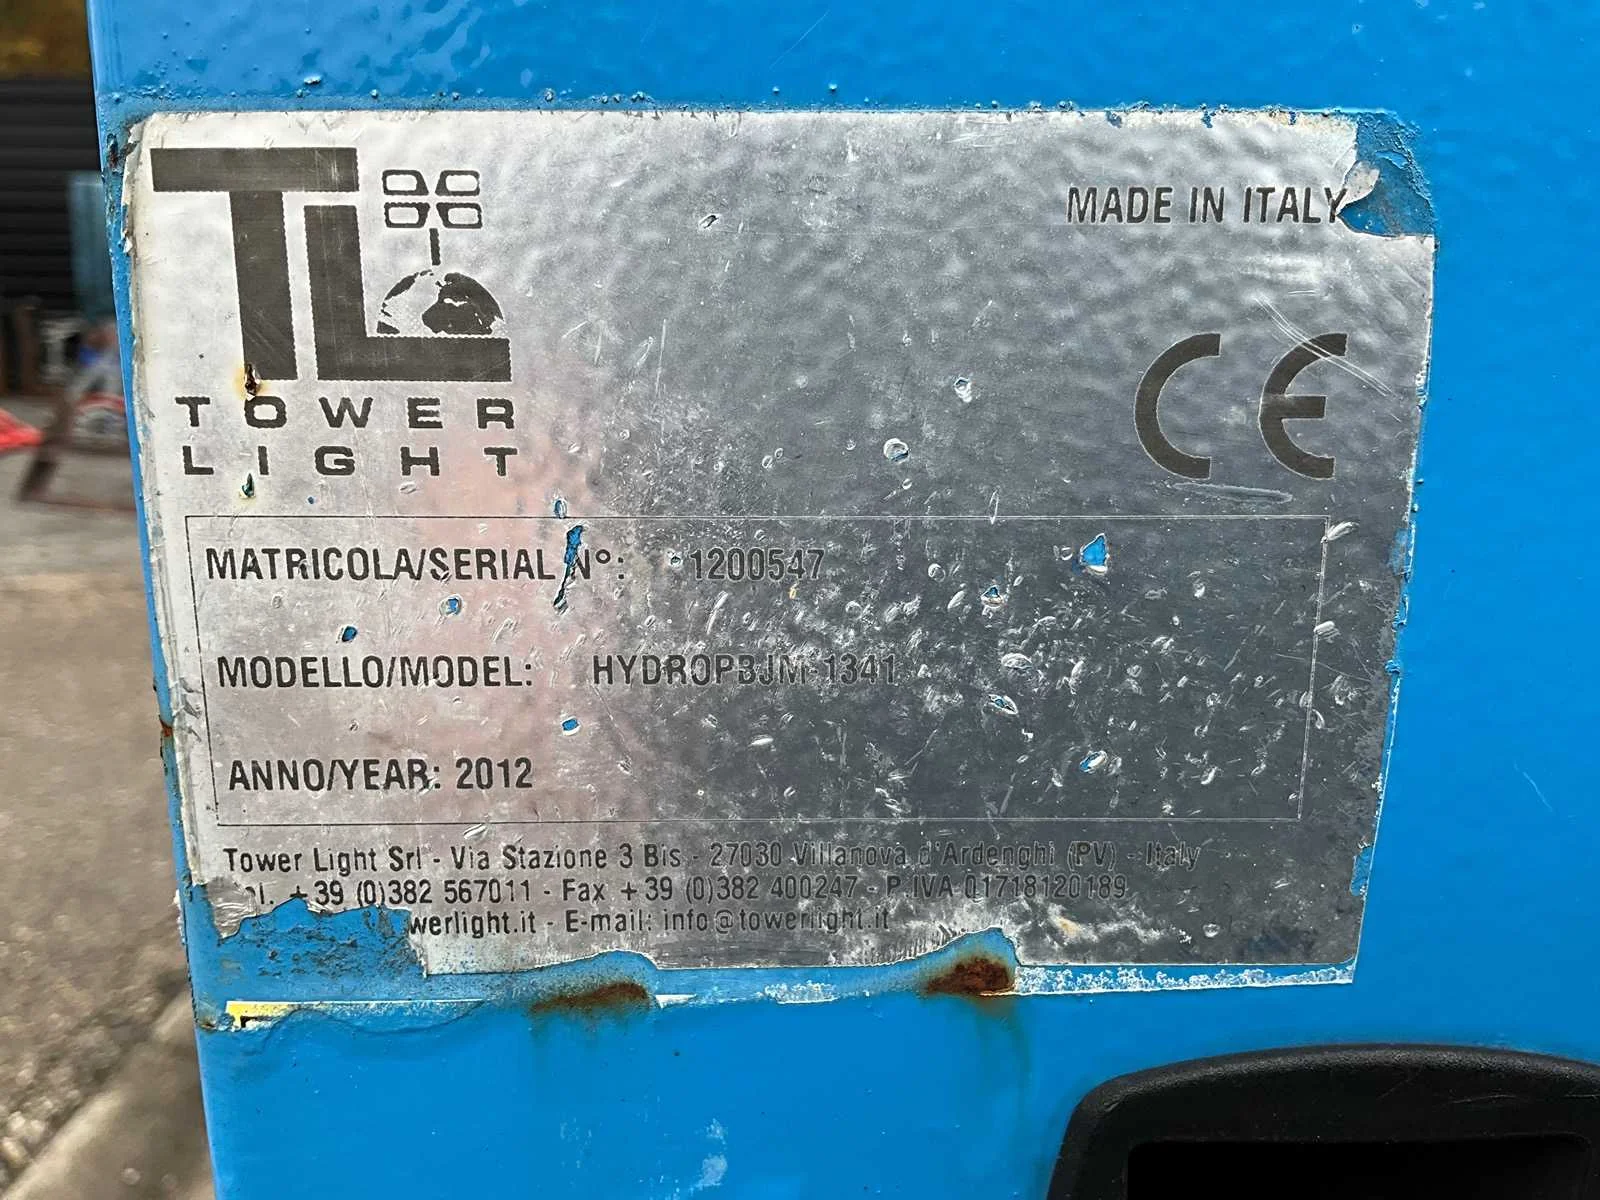 TL
MADE IN ITALY
CE
TOWER
LIGHT
MATRICOLA/SERIAL N°: 1200547
MODELLO/MODEL: HYDROPBJM-1341
ANNO/YEAR: 2012
Tower Light Srl - Via Stazione 3 Bis - 27030 Villanova d'Ardenghi (PV) - Italy
+39 (0)382 567011 - Fax +39 (0)382 400247 - P.IVA 01718120189
werlight.it - E-mail: info@towerlight.it